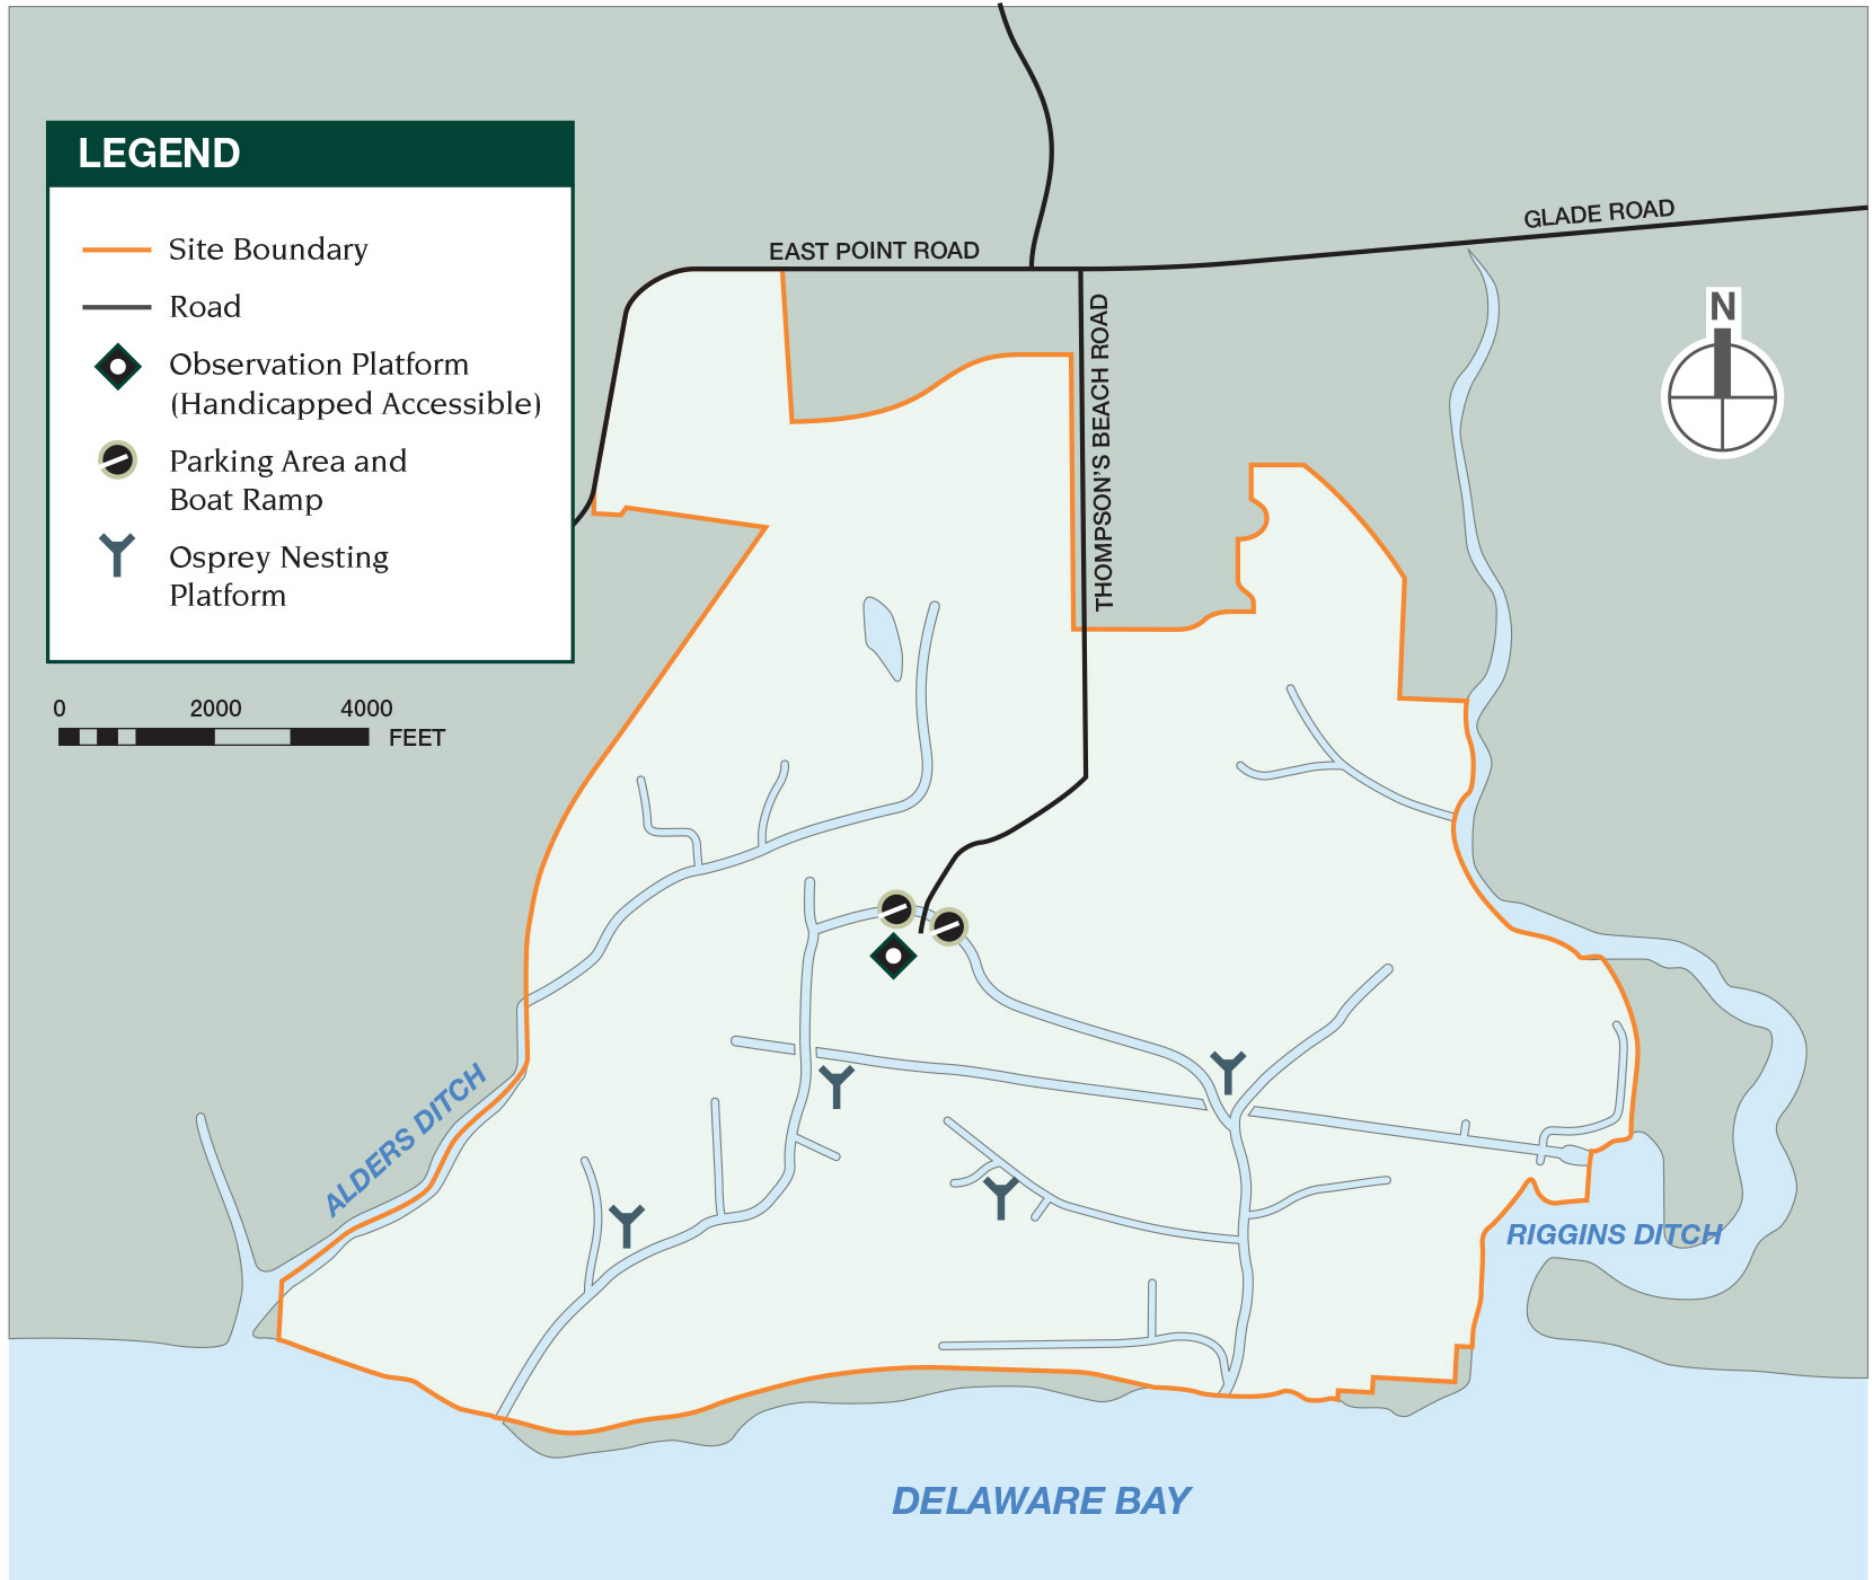 LEGEND
Site Boundary
Road
Observation Platform
(Handicapped Accessible)
Parking Area and
Boat Ramp
Osprey Nesting
Platform
0 2000 4000
FEET
EAST POINT ROAD
GLADE ROAD
THOMPSON'S BEACH ROAD
N
ALDERS DITCH
RIGGINS DITCH
DELAWARE BAY